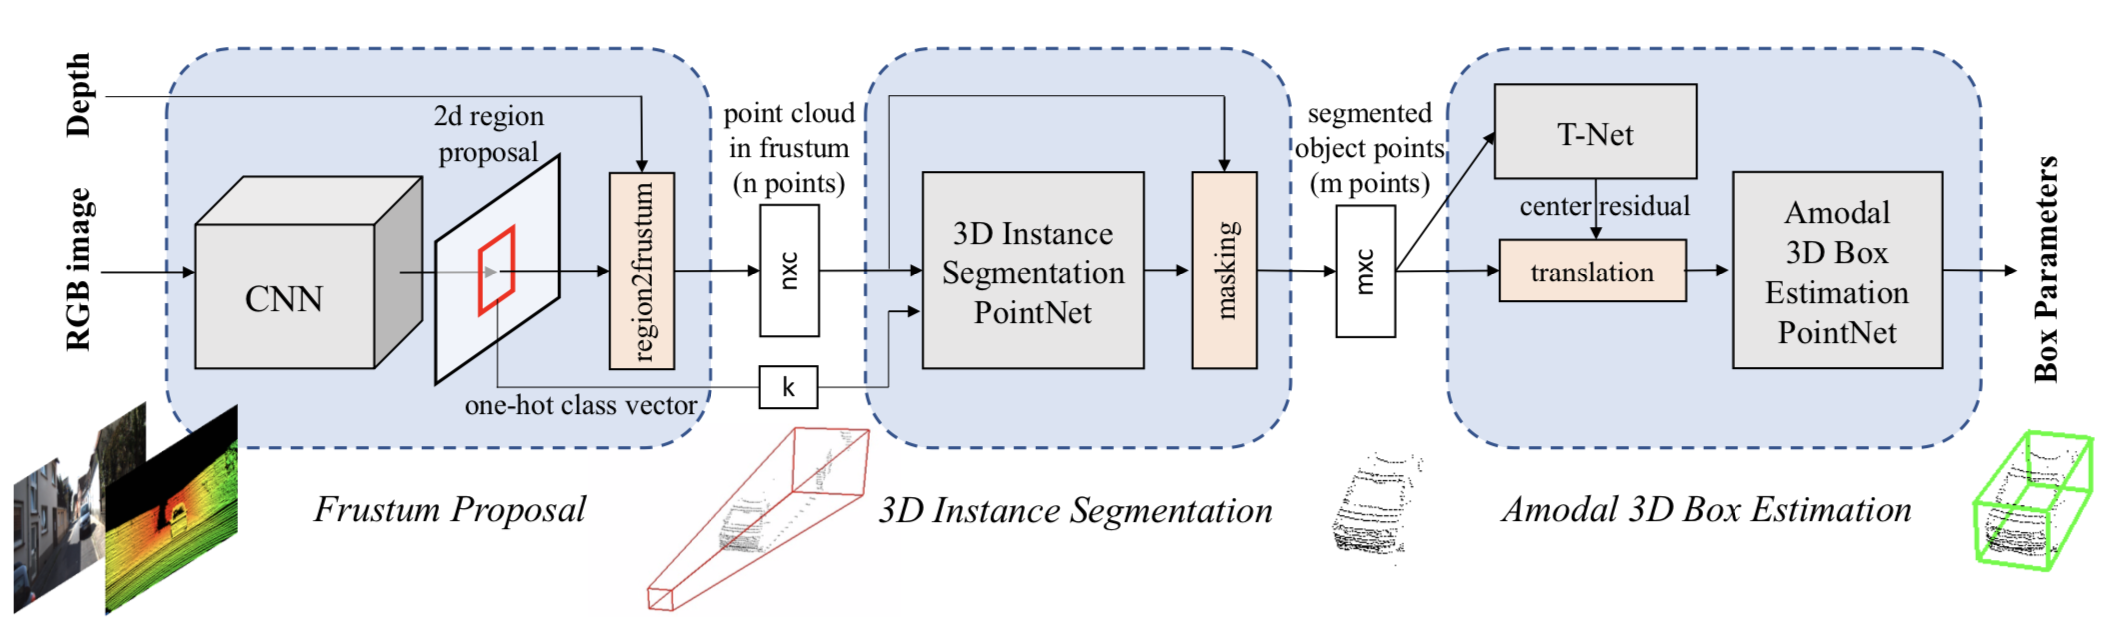 Depth
RGB image
CNN
2d region
proposal
region2frustum
one-hot class vector
point cloud
in frustum
(n points)
nxc
k
3D Instance
Segmentation
PointNet
masking
segmented
object points
(m points)
mxc
T-Net
center residual
translation
Amodal
3D Box
Estimation
PointNet
Box Parameters
Frustum Proposal
3D Instance Segmentation
Amodal 3D Box Estimation